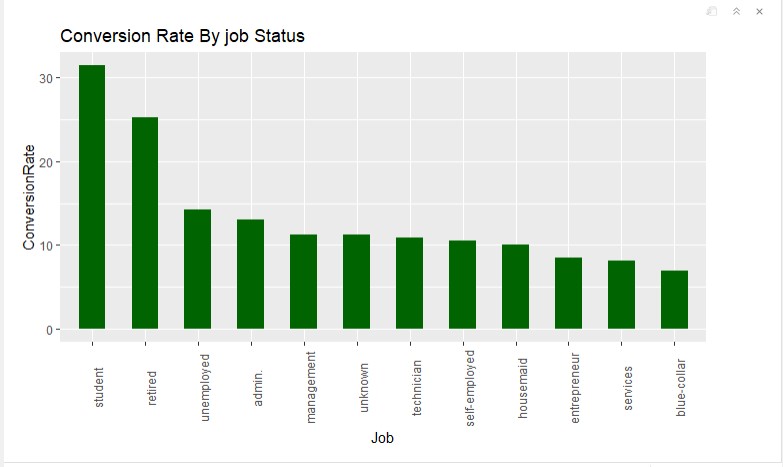 Conversion Rate By job Status
ConversionRate
30
20
10
0
student
retired
unemployed
admin.
management
unknown
technician
self-employed
housemaid
entrepreneur
services
blue-collar
Job